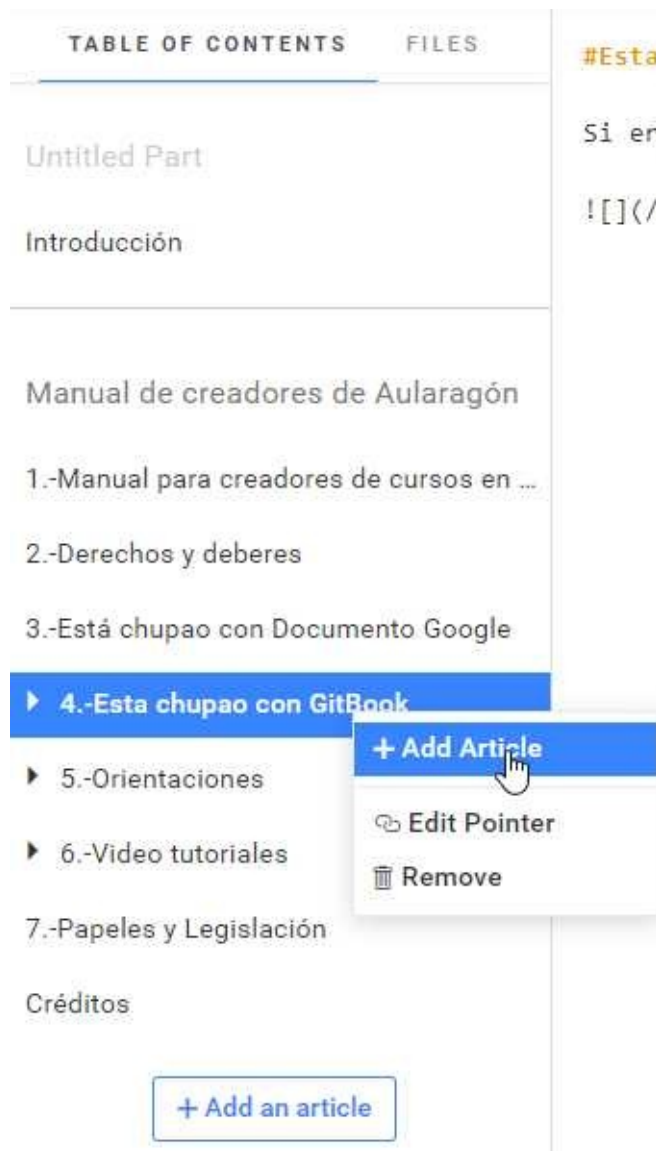 TABLE OF CONTENTS FILES
#Esta
Untitled Part
Si en
![](/
Introducción
Manual de creadores de Aularagón
1.-Manual para creadores de cursos en ...
2.-Derechos y deberes
3.-Está chupao con Documento Google
4.-Esta chupao con GitBook
+ Add Article
5.-Orientaciones
Edit Pointer
6.-Video tutoriales
Remove
7.-Papeles y Legislación
Créditos
+ Add an article